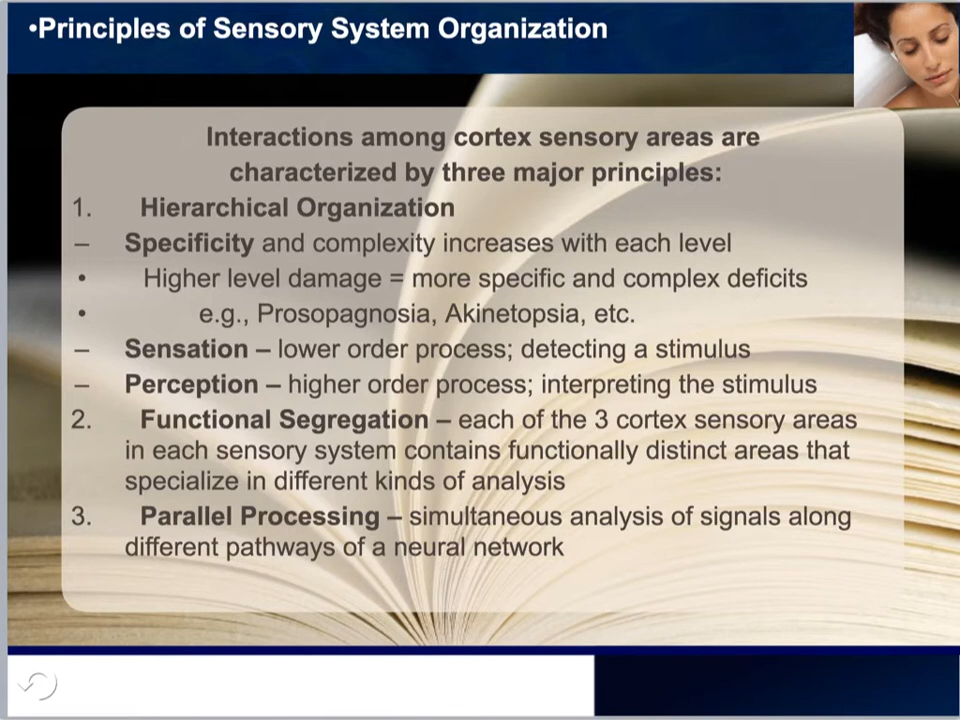 •Principles of Sensory System Organization
Interactions among cortex sensory areas are
characterized by three major principles:
1. Hierarchical Organization
– Specificity and complexity increases with each level
• Higher level damage = more specific and complex deficits
• e.g., Prosopagnosia, Akinetopsia, etc.
– Sensation – lower order process; detecting a stimulus
– Perception – higher order process; interpreting the stimulus
2. Functional Segregation – each of the 3 cortex sensory areas
in each sensory system contains functionally distinct areas that
specialize in different kinds of analysis
3. Parallel Processing – simultaneous analysis of signals along
different pathways of a neural network